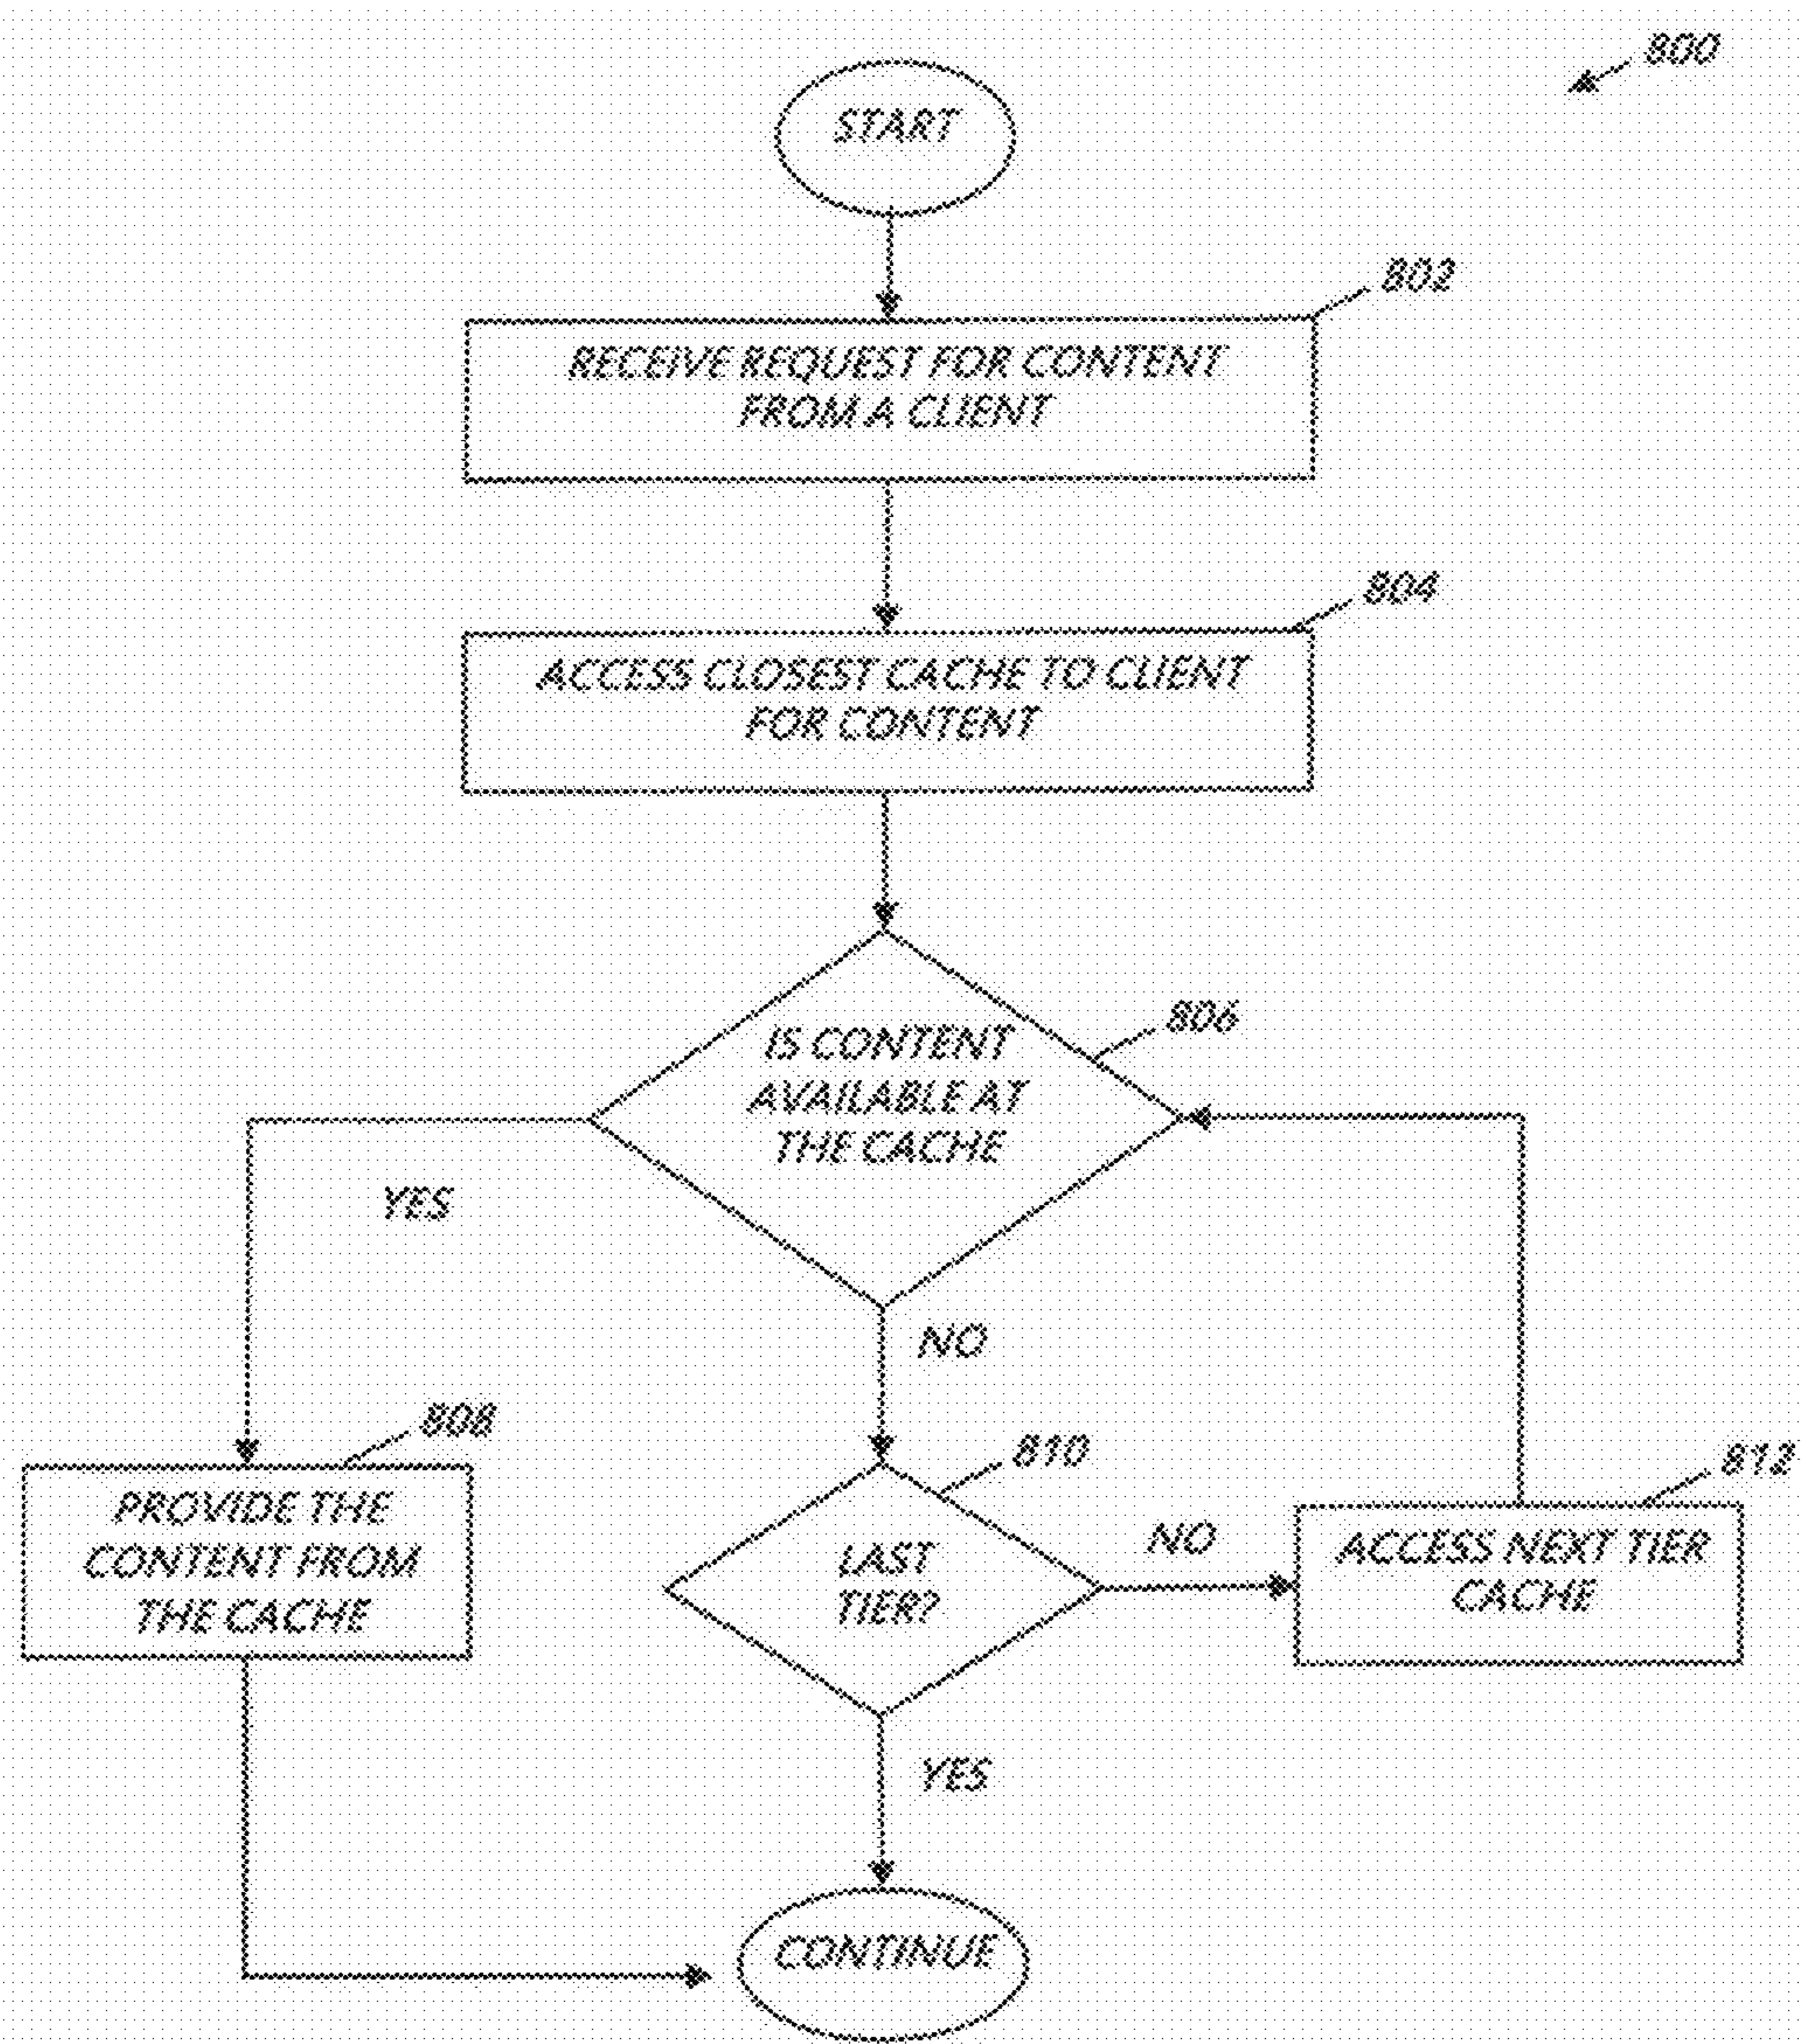 800
START
802
RECEIVE REQUEST FOR CONTENT
FROM A CLIENT
804
ACCESS CLOSEST CACHE TO CLIENT
FOR CONTENT
806
IS CONTENT
AVAILABLE AT
THE CACHE
YES
NO
808
PROVIDE THE
CONTENT FROM
THE CACHE
810
LAST
TIER?
NO
812
ACCESS NEXT TIER
CACHE
YES
CONTINUE